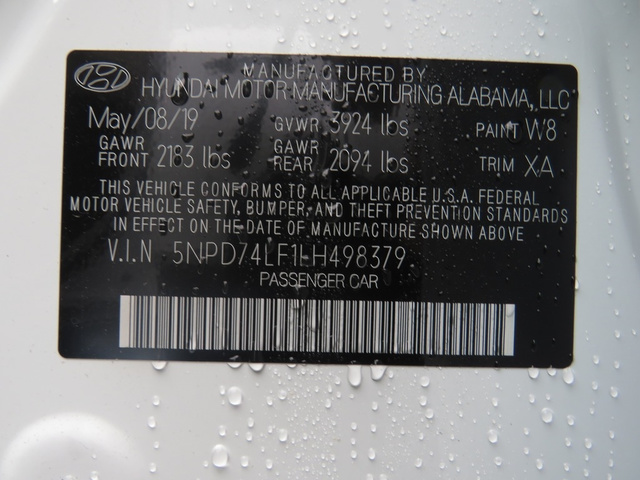 MANUFACTURED BY
HYUNDAI MOTOR MANUFACTURING ALABAMA, LLC
May/08/19 GVWR 3924 lbs PAINT W8
GAWR FRONT 2183 lbs GAWR REAR 2094 lbs TRIM XA
THIS VEHICLE CONFORMS TO ALL APPLICABLE U.S.A. FEDERAL
MOTOR VEHICLE SAFETY, BUMPER, AND THEFT PREVENTION STANDARDS
IN EFFECT ON THE DATE OF MANUFACTURE SHOWN ABOVE.
V.I.N 5NPD74LF1LH498379
PASSENGER CAR